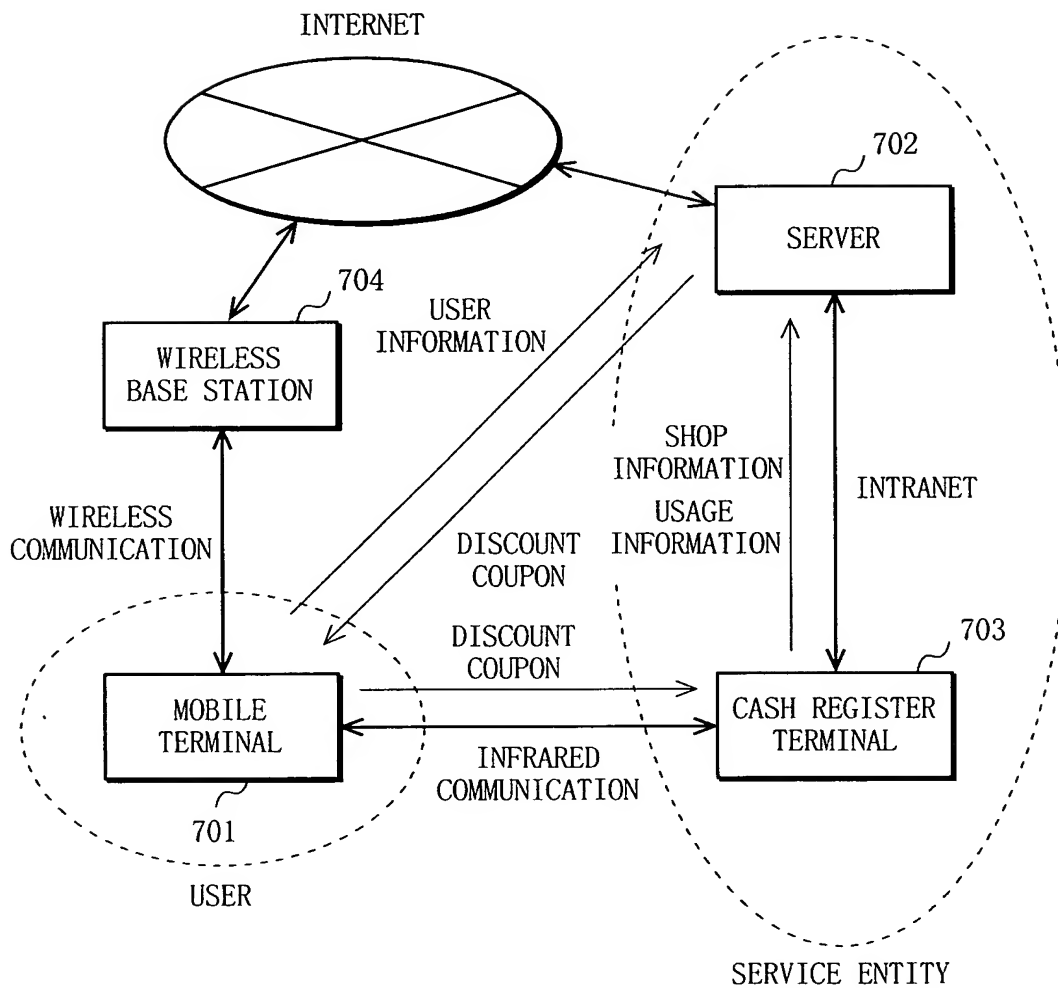 INTERNET
702
SERVER
704
WIRELESS
BASE STATION
USER
INFORMATION
SHOP
INFORMATION
USAGE
INFORMATION
INTRANET
WIRELESS
COMMUNICATION
DISCOUNT
COUPON
DISCOUNT
COUPON
703
MOBILE
TERMINAL
CASH REGISTER
TERMINAL
INFRARED
COMMUNICATION
701
USER
SERVICE ENTITY